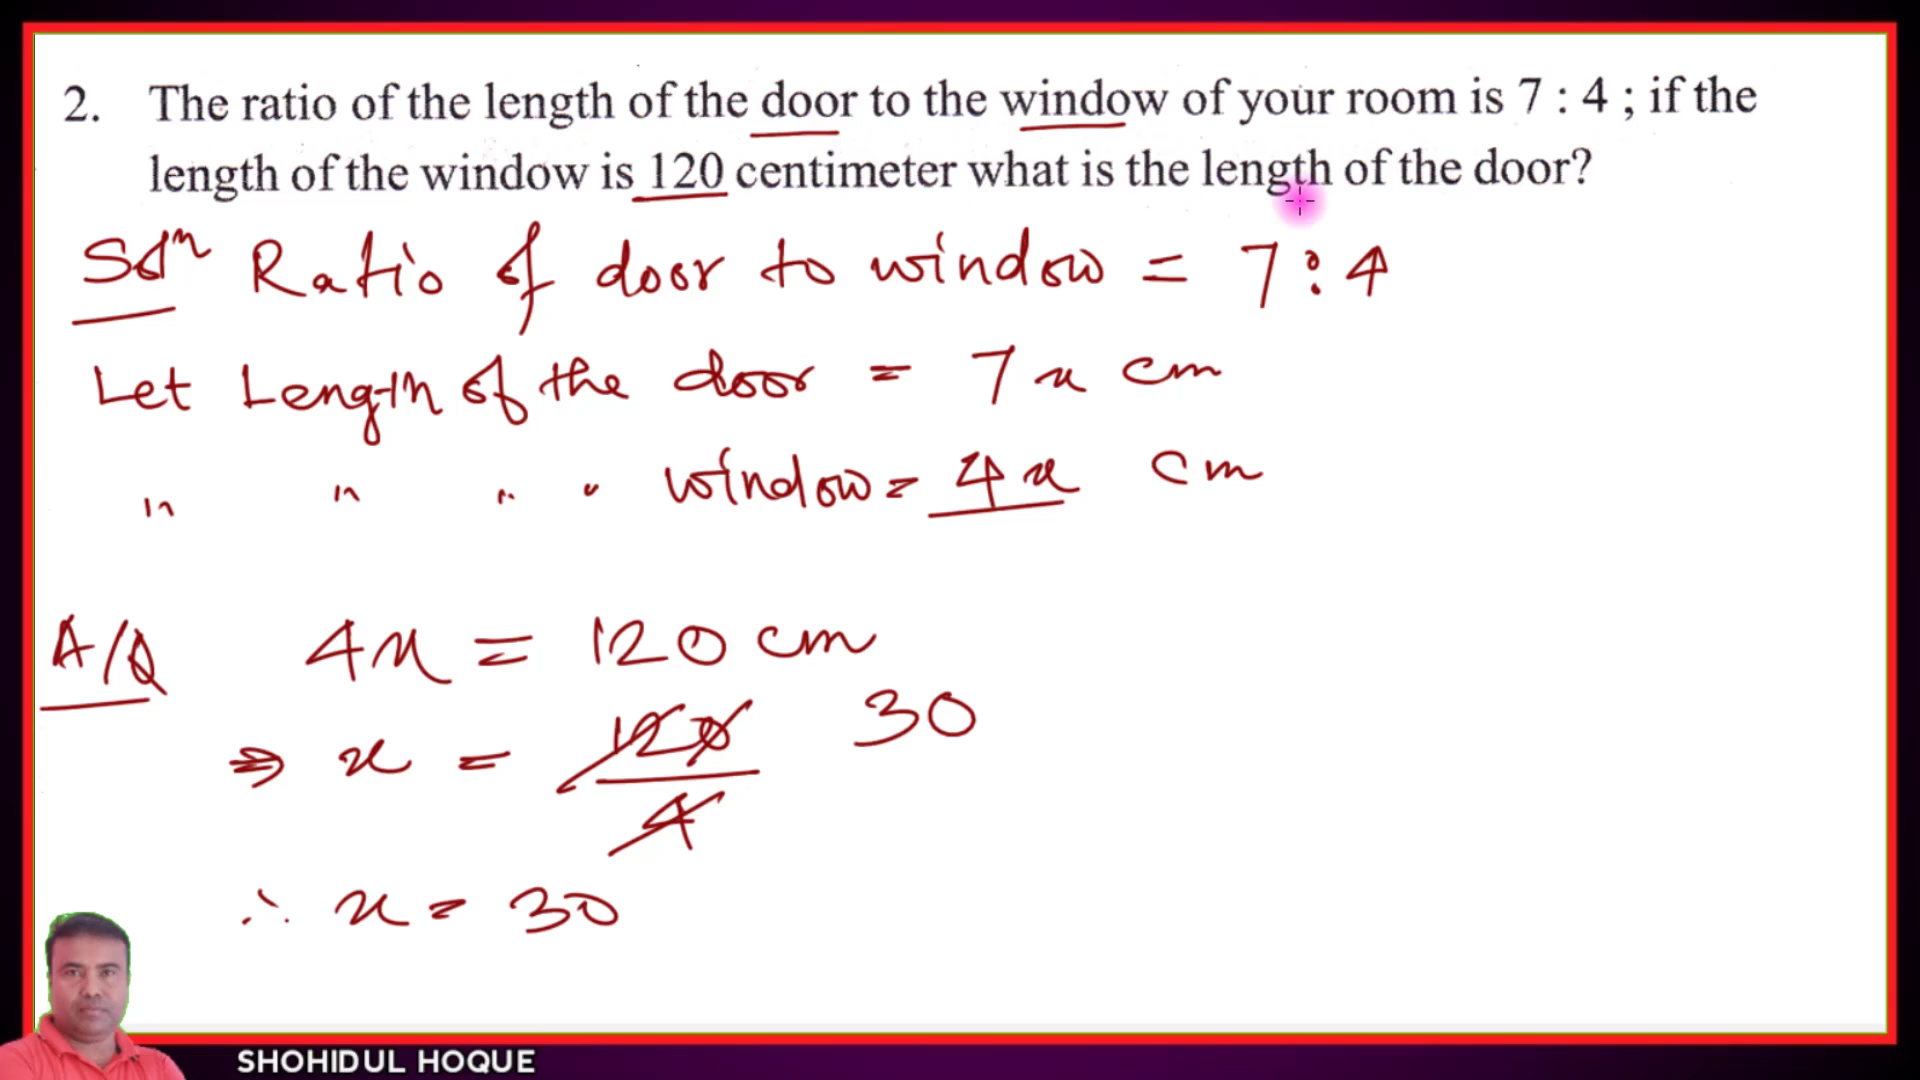 2. The ratio of the length of the door to the window of your room is 7 : 4 ; if the
length of the window is 120 centimeter what is the length of the door?
Solⁿ Ratio of door to window = 7 : 4
Let Length of the door = 7x cm
" " " " window = 4x cm
A/Q 4x = 120 cm
⇒ x = 120/4 30
∴ x = 30
SHOHIDUL HOQUE